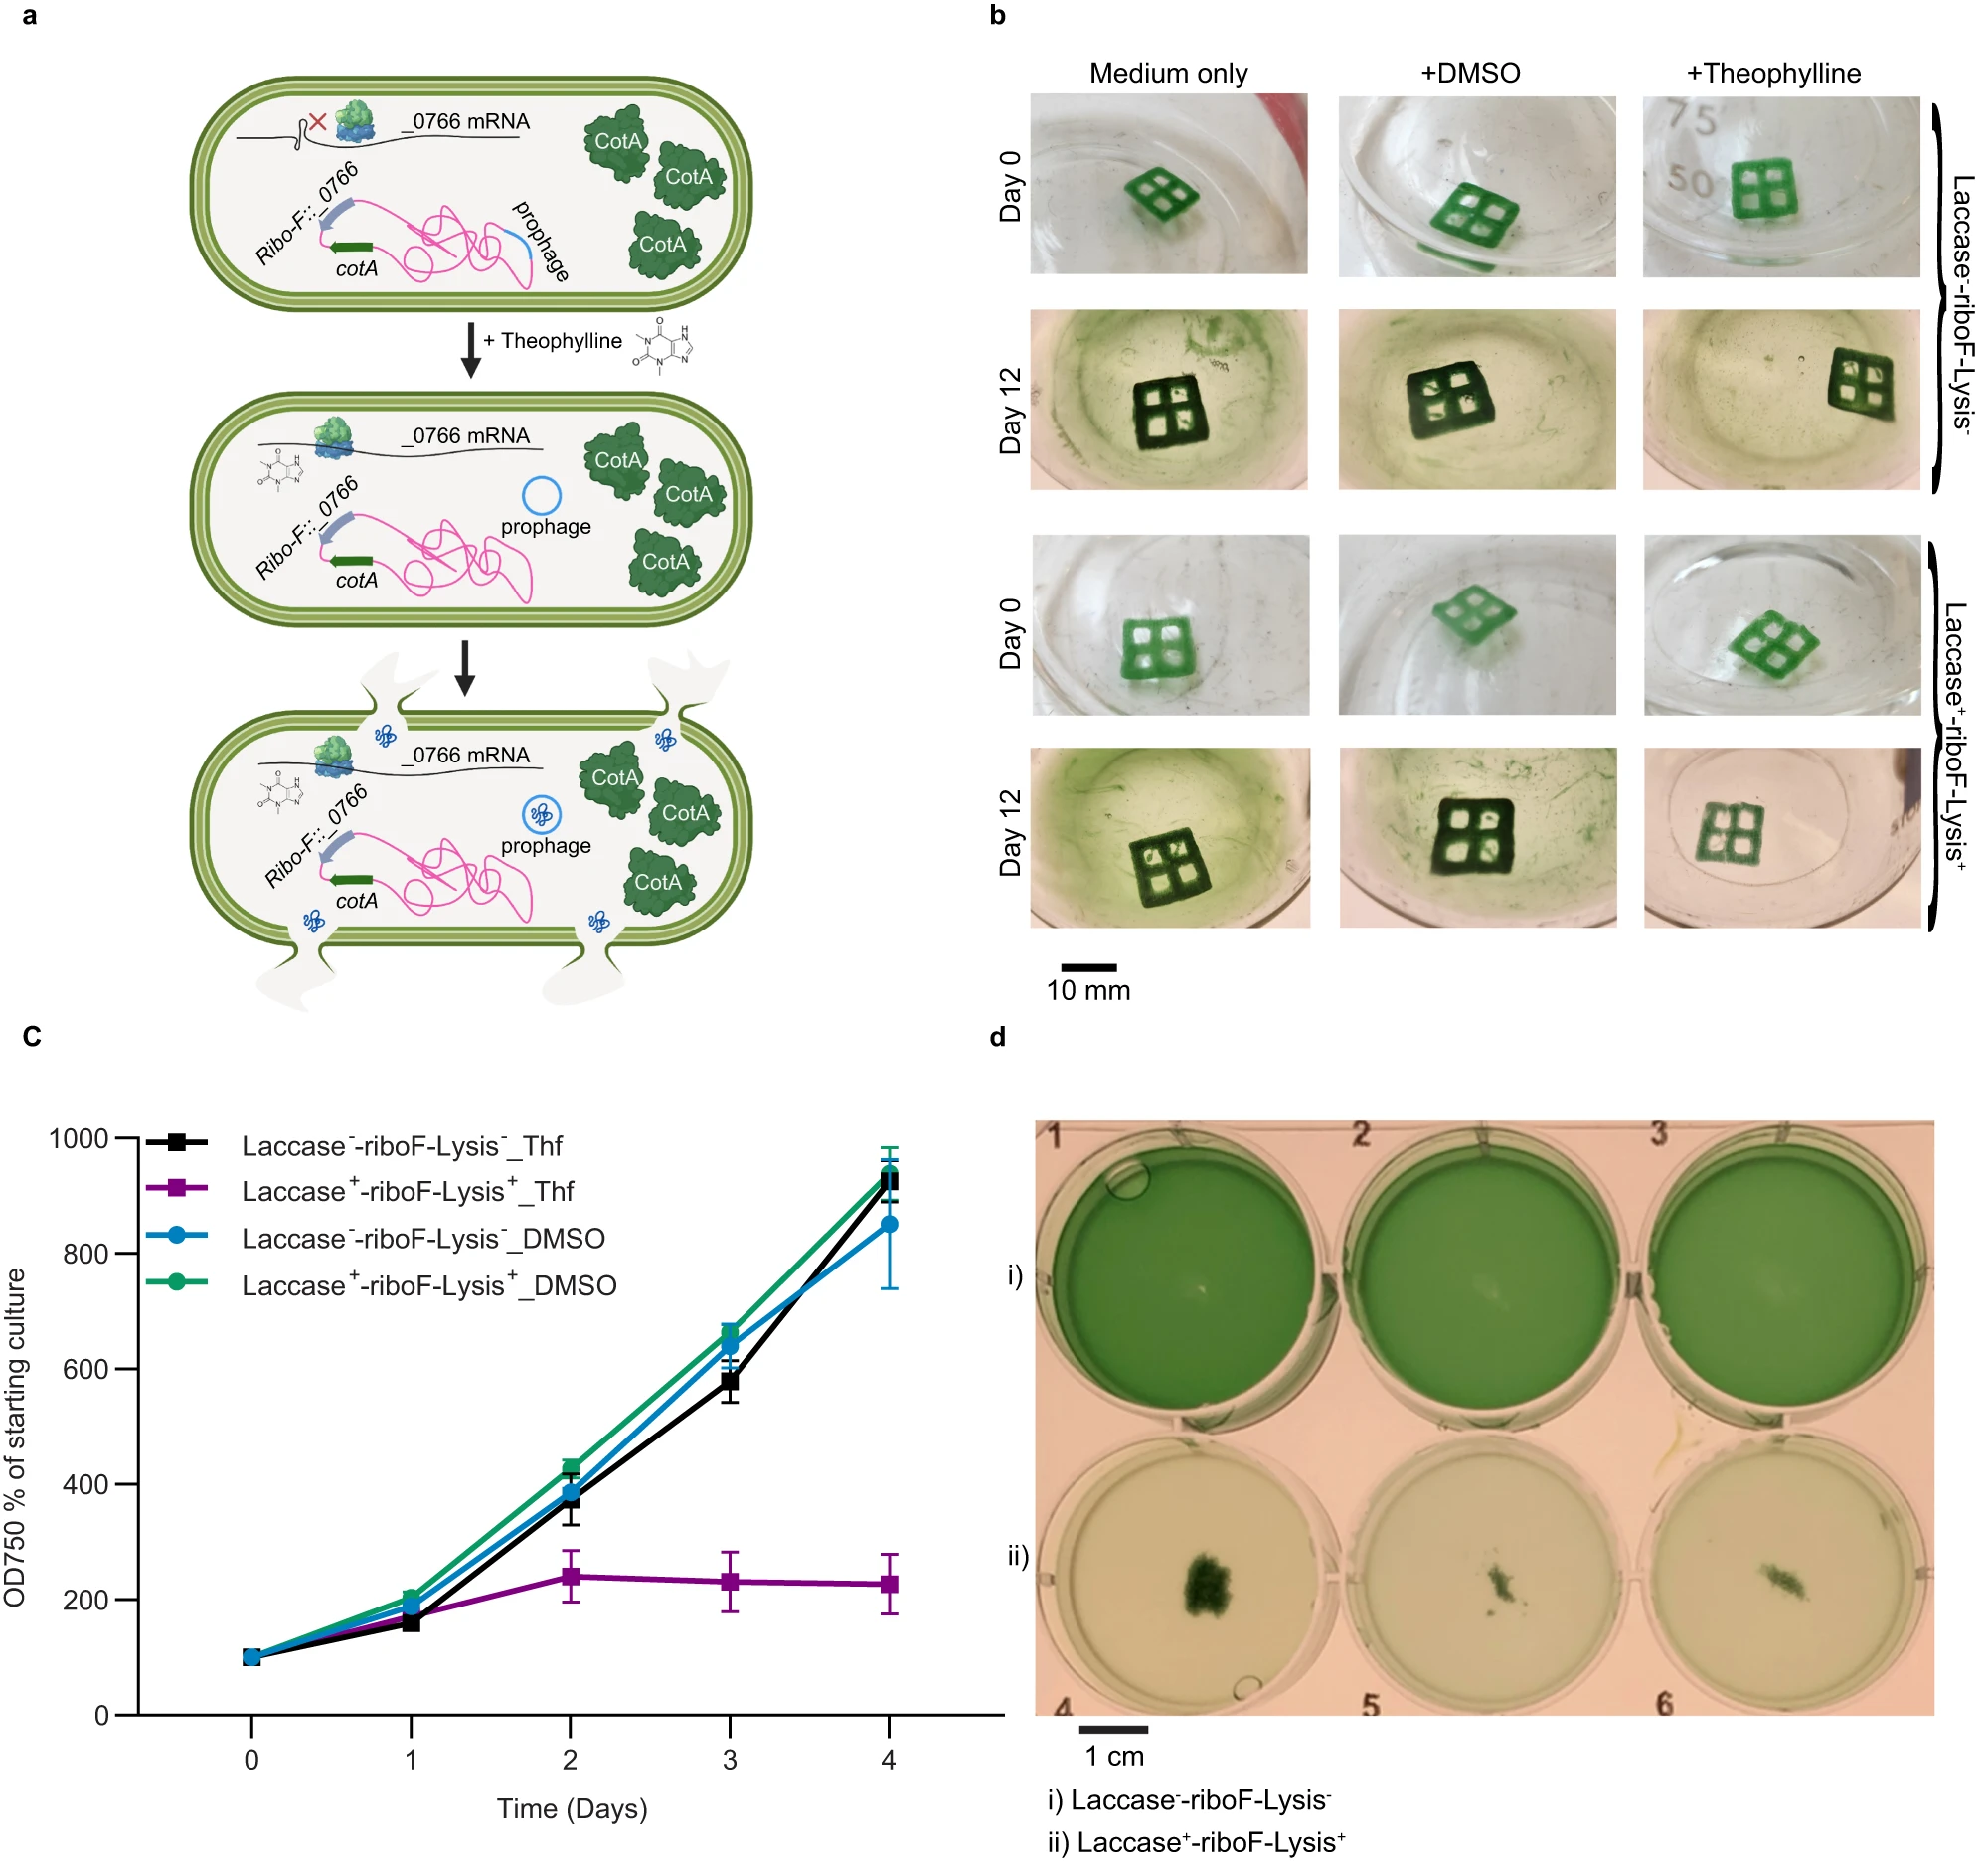 a
_0766 mRNA
CotA
CotA
CotA
Ribo-F::_0766
cotA
prophage
+ Theophylline
_0766 mRNA
CotA
CotA
CotA
Ribo-F::_0766
cotA
prophage
_0766 mRNA
CotA
CotA
CotA
Ribo-F::_0766
cotA
prophage
b
Medium only
+DMSO
+Theophylline
Day 0
75
50
Day 12
Laccase⁻-riboF-Lysis⁻
Day 0
Day 12
Laccase⁺-riboF-Lysis⁺
10 mm
C
OD750 % of starting culture
1000
800
600
400
200
0
Laccase⁻-riboF-Lysis⁻_Thf
Laccase⁺-riboF-Lysis⁺_Thf
Laccase⁻-riboF-Lysis⁻_DMSO
Laccase⁺-riboF-Lysis⁺_DMSO
0 1 2 3 4
Time (Days)
d
1 2 3
i)
ii)
4 5 6
1 cm
i) Laccase⁻-riboF-Lysis⁻
ii) Laccase⁺-riboF-Lysis⁺